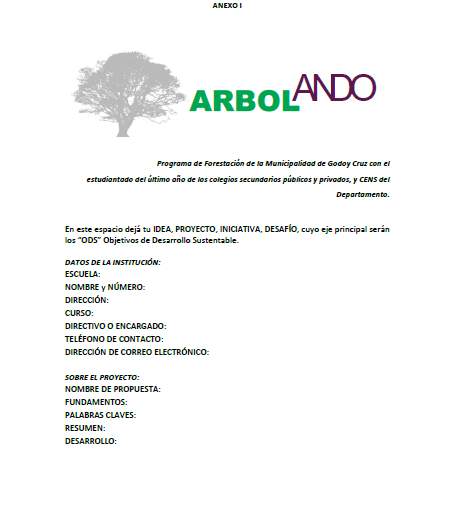 ANEXO I
ARBOLANDO
Programa de Forestación de la Municipalidad de Godoy Cruz con el
estudiantado del último año de los colegios secundarios públicos y privados, y CENS del
Departamento.
En este espacio dejá tu IDEA, PROYECTO, INICIATIVA, DESAFÍO, cuyo eje principal serán
los “ODS” Objetivos de Desarrollo Sustentable.
DATOS DE LA INSTITUCIÓN:
ESCUELA:
NOMBRE y NÚMERO:
DIRECCIÓN:
CURSO:
DIRECTIVO O ENCARGADO:
TELÉFONO DE CONTACTO:
DIRECCIÓN DE CORREO ELECTRÓNICO:
SOBRE EL PROYECTO:
NOMBRE DE PROPUESTA:
FUNDAMENTOS:
PALABRAS CLAVES:
RESUMEN:
DESARROLLO: